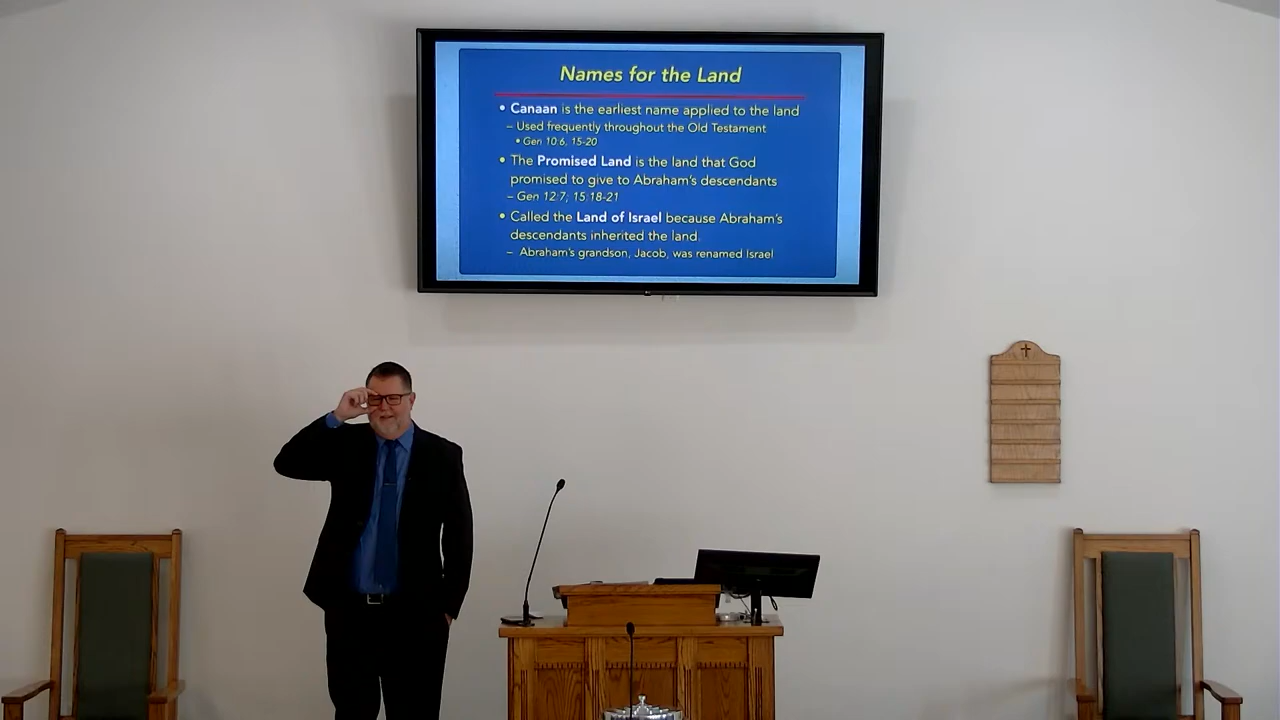 Names for the Land
• Canaan is the earliest name applied to the land
– Used frequently throughout the Old Testament
• Gen 10:6, 15-20
• The Promised Land is the land that God
promised to give to Abraham's descendants
– Gen 12:7, 15:18-21
• Called the Land of Israel because Abraham's
descendants inherited the land.
– Abraham's grandson, Jacob, was renamed Israel